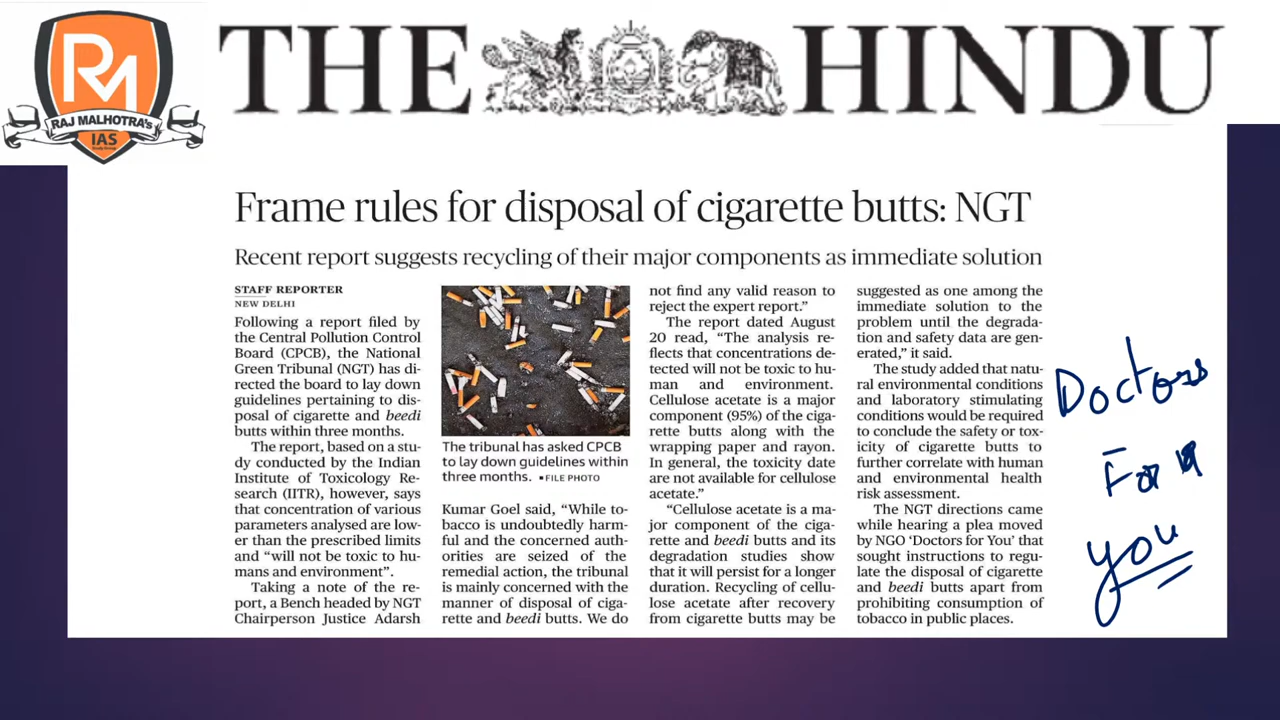 RM
RAJ MALHOTRA's
IAS
Study Group
THE HINDU
Frame rules for disposal of cigarette butts: NGT
Recent report suggests recycling of their major components as immediate solution
STAFF REPORTER
NEW DELHI
Following a report filed by
the Central Pollution Control
Board (CPCB), the National
Green Tribunal (NGT) has di-
rected the board to lay down
guidelines pertaining to dis-
posal of cigarette and beedi
butts within three months.
The report, based on a stu-
dy conducted by the Indian
Institute of Toxicology Re-
search (IITR), however, says
that concentration of various
parameters analysed are low-
er than the prescribed limits
and “will not be toxic to hu-
mans and environment”.
Taking a note of the re-
port, a Bench headed by NGT
Chairperson Justice Adarsh
The tribunal has asked CPCB
to lay down guidelines within
three months. ▪FILE PHOTO
Kumar Goel said, “While to-
bacco is undoubtedly harm-
ful and the concerned auth-
orities are seized of the
remedial action, the tribunal
is mainly concerned with the
manner of disposal of ciga-
rette and beedi butts. We do
not find any valid reason to
reject the expert report.”
The report dated August
20 read, “The analysis re-
flects that concentrations de-
tected will not be toxic to hu-
man and environment.
Cellulose acetate is a major
component (95%) of the ciga-
rette butts along with the
wrapping paper and rayon.
In general, the toxicity date
are not available for cellulose
acetate.”
“Cellulose acetate is a ma-
jor component of the ciga-
rette and beedi butts and its
degradation studies show
that it will persist for a longer
duration. Recycling of cellu-
lose acetate after recovery
from cigarette butts may be
suggested as one among the
immediate solution to the
problem until the degrada-
tion and safety data are gen-
erated,” it said.
The study added that natu-
ral environmental conditions
and laboratory stimulating
conditions would be required
to conclude the safety or tox-
icity of cigarette butts to
further correlate with human
and environmental health
risk assessment.
The NGT directions came
while hearing a plea moved
by NGO ‘Doctors for You’ that
sought instructions to regu-
late the disposal of cigarette
and beedi butts apart from
prohibiting consumption of
tobacco in public places.
Doctors
For
you